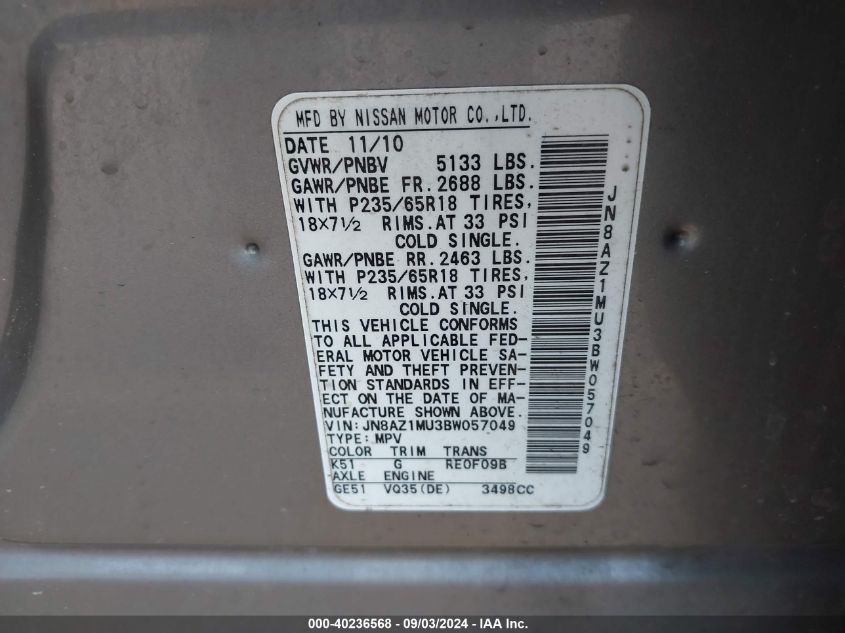 MFD BY NISSAN MOTOR CO.,LTD.
DATE 11/10
GVWR/PNBV 5133 LBS.
GAWR/PNBE FR. 2688 LBS.
WITH P235/65R18 TIRES,
18X7½ RIMS.AT 33 PSI
COLD SINGLE.
GAWR/PNBE RR. 2463 LBS.
WITH P235/65R18 TIRES,
18X7½ RIMS.AT 33 PSI
COLD SINGLE.
THIS VEHICLE CONFORMS
TO ALL APPLICABLE FED-
ERAL MOTOR VEHICLE SA-
FETY AND THEFT PREVEN-
TION STANDARDS IN EFF-
ECT ON THE DATE OF MA-
NUFACTURE SHOWN ABOVE.
VIN: JN8AZ1MU3BW057049
TYPE: MPV
COLOR TRIM TRANS
K51 G RE0F09B
AXLE ENGINE
GE51 VQ35(DE) 3498CC
JN8AZ1MU3BW057049
000-40236568 - 09/03/2024 - IAA Inc.